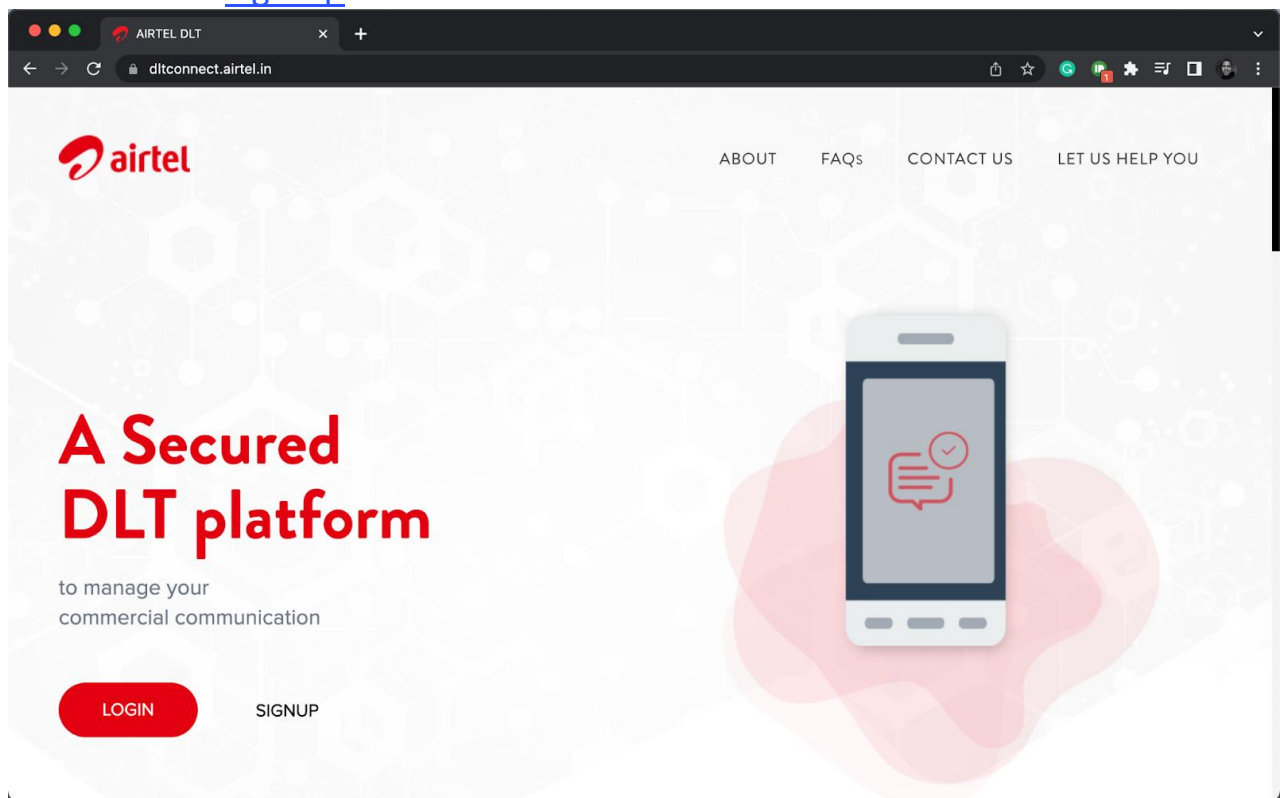 AIRTEL DLT
dltconnect.airtel.in
1
airtel
ABOUT FAQs CONTACT US LET US HELP YOU
A Secured
DLT platform
to manage your
commercial communication
LOGIN SIGNUP